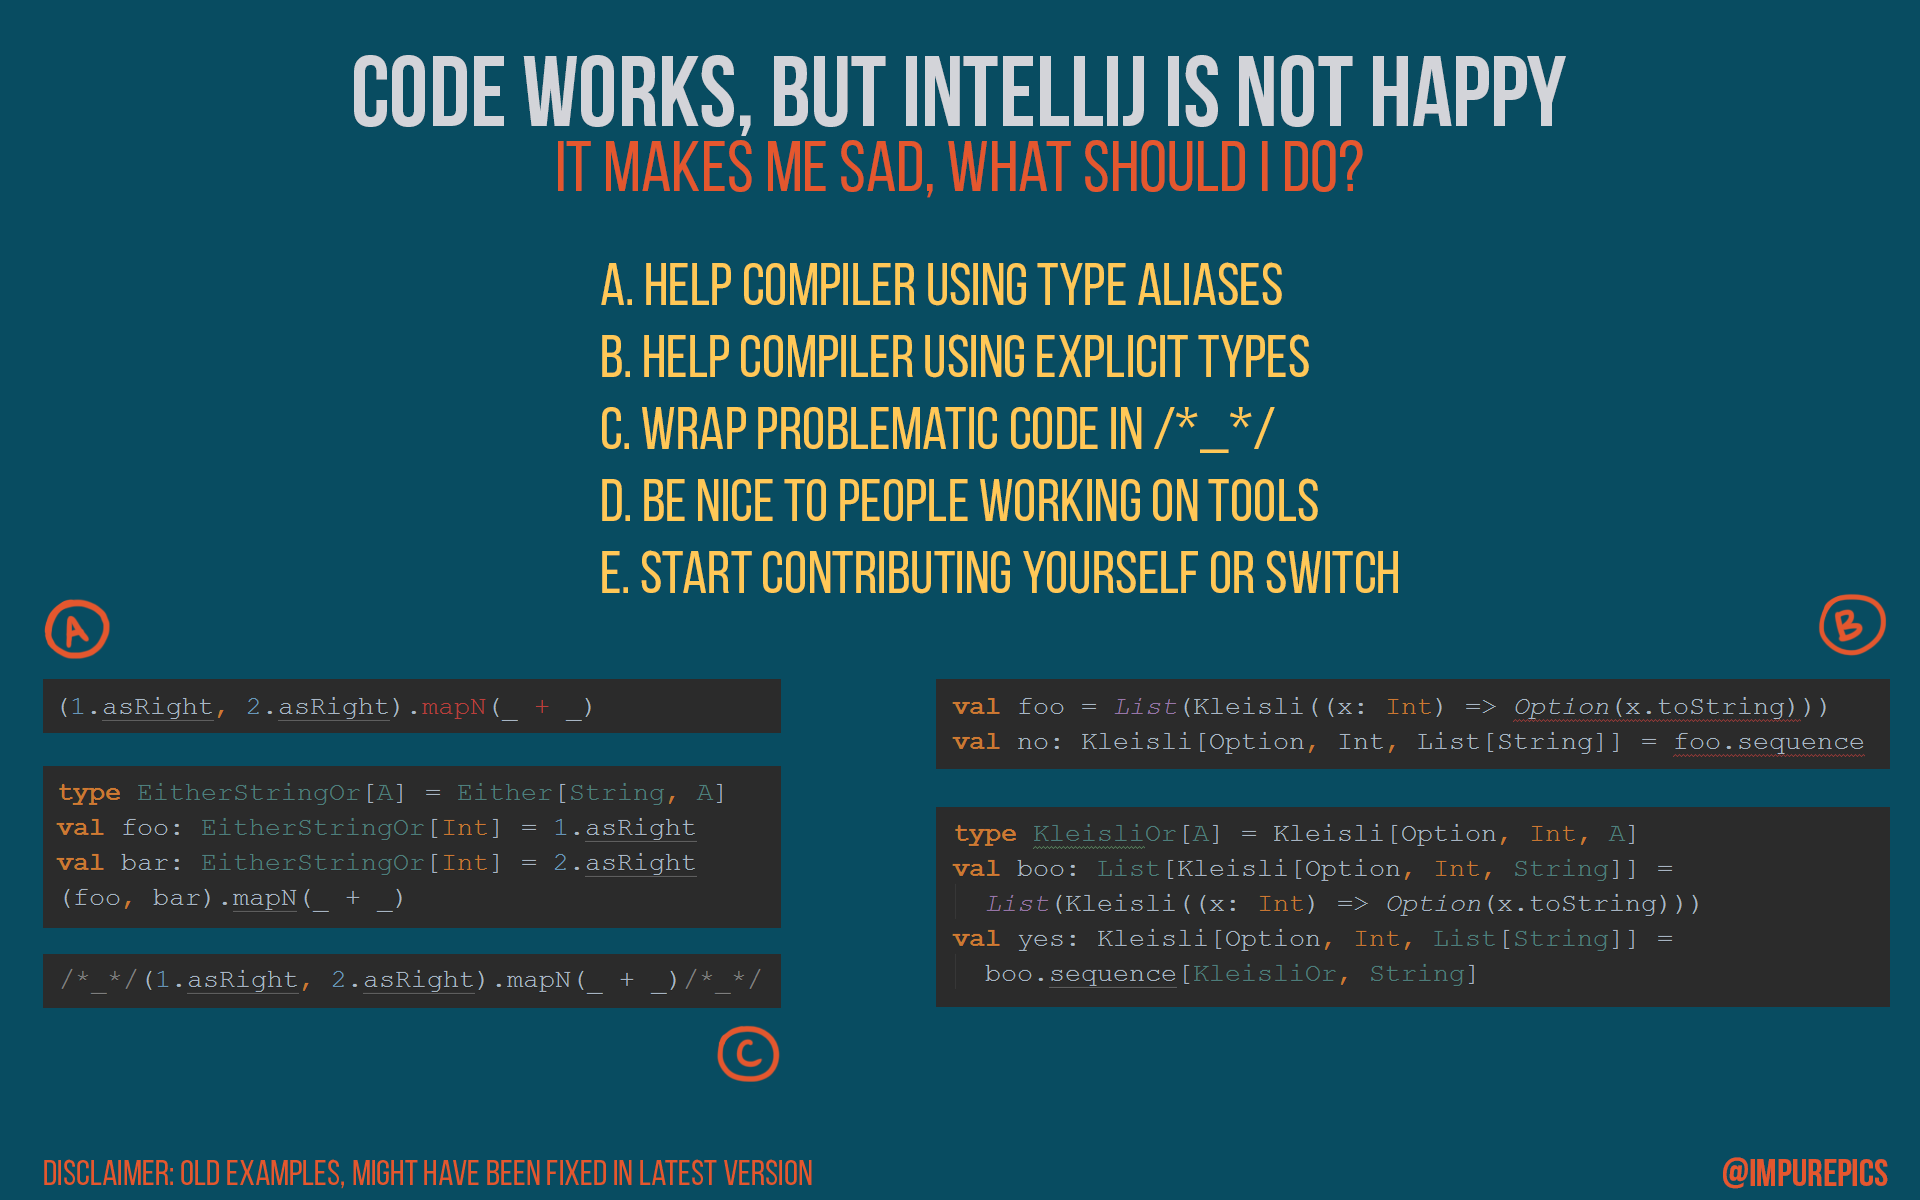 CODE WORKS, BUT INTELLIJ IS NOT HAPPY
IT MAKES ME SAD, WHAT SHOULD I DO?
A. HELP COMPILER USING TYPE ALIASES
B. HELP COMPILER USING EXPLICIT TYPES
C. WRAP PROBLEMATIC CODE IN /*_*/
D. BE NICE TO PEOPLE WORKING ON TOOLS
E. START CONTRIBUTING YOURSELF OR SWITCH
A
(1.asRight, 2.asRight).mapN(_ + _)
type EitherStringOr[A] = Either[String, A]
val foo: EitherStringOr[Int] = 1.asRight
val bar: EitherStringOr[Int] = 2.asRight
(foo, bar).mapN(_ + _)
/*_*/(1.asRight, 2.asRight).mapN(_ + _)/*_*/
C
B
val foo = List(Kleisli((x: Int) => Option(x.toString)))
val no: Kleisli[Option, Int, List[String]] = foo.sequence
type KleisliOr[A] = Kleisli[Option, Int, A]
val boo: List[Kleisli[Option, Int, String]] =
List(Kleisli((x: Int) => Option(x.toString)))
val yes: Kleisli[Option, Int, List[String]] =
boo.sequence[KleisliOr, String]
DISCLAIMER: OLD EXAMPLES, MIGHT HAVE BEEN FIXED IN LATEST VERSION
@IMPUREPICS